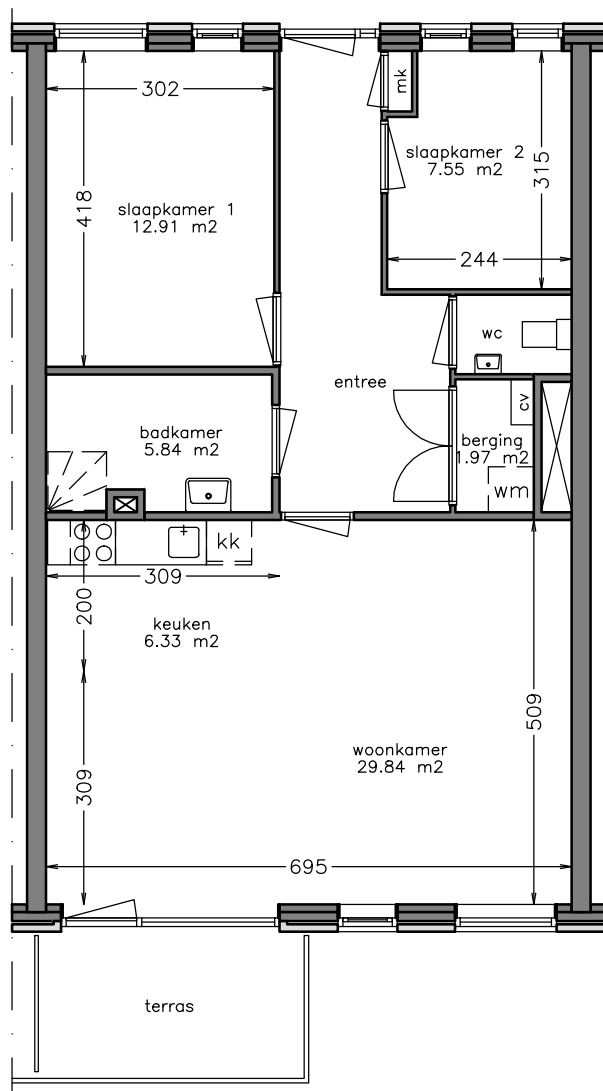 302
mk
slaapkamer 2
7.55 m2
315
418
slaapkamer 1
12.91 m2
244
wc
entree
cv
badkamer
5.84 m2
berging
1.97 m2
wm
kk
309
200
keuken
6.33 m2
509
woonkamer
29.84 m2
309
695
terras